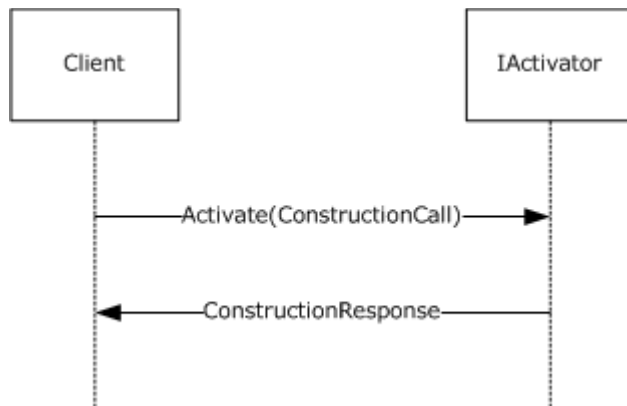 Client
IActivator
Activate(ConstructionCall)
ConstructionResponse